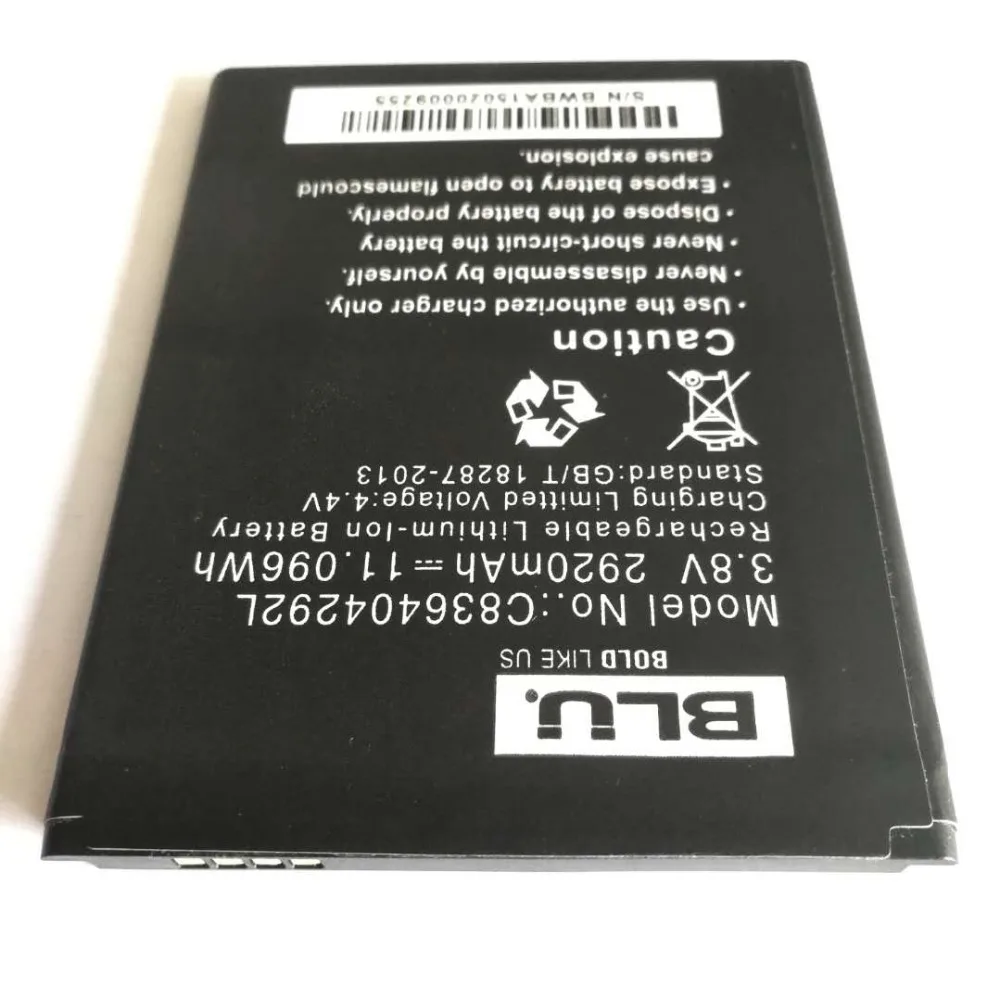 BLU.
BOLD LIKE US
Model No.:C836404292L
3.8V 2920mAh ⎓ 11.096Wh
Rechargeable Lithium-Ion Battery
Charging Limitted Voltage:4.4V
Standard:GB/T 18287-2013
Caution
• Use the authorized charger only.
• Never disassemble by yourself.
• Never short-circuit the battery
• Dispose of the battery properly.
• Expose battery to open flamescould
cause explosion.
S/N BWBA15020009255